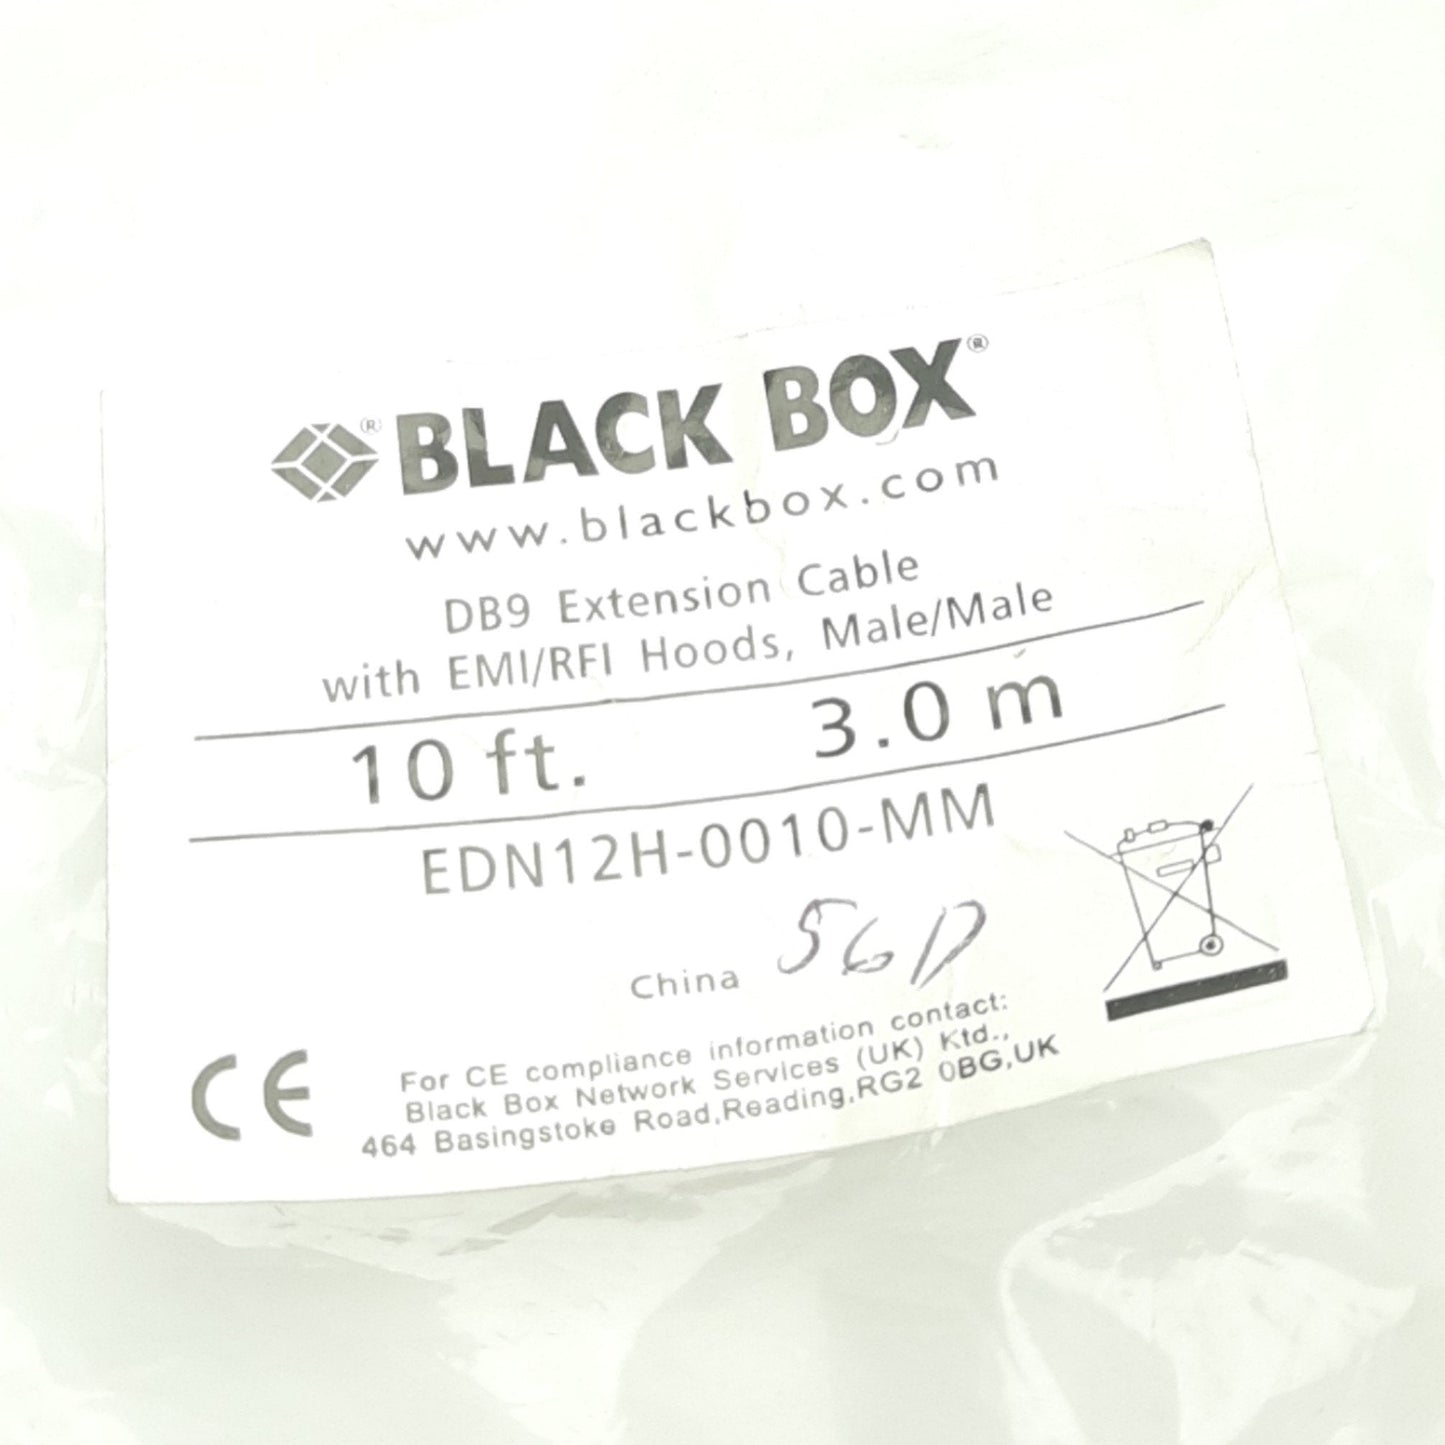 ® BLACK BOX®
www.blackbox.com
DB9 Extension Cable
with EMI/RFI Hoods, Male/Male
10 ft. 3.0 m
EDN12H-0010-MM
China
CE For CE compliance information contact:
Black Box Network Services (UK) Ktd.,
464 Basingstoke Road,Reading,RG2 0BG,UK